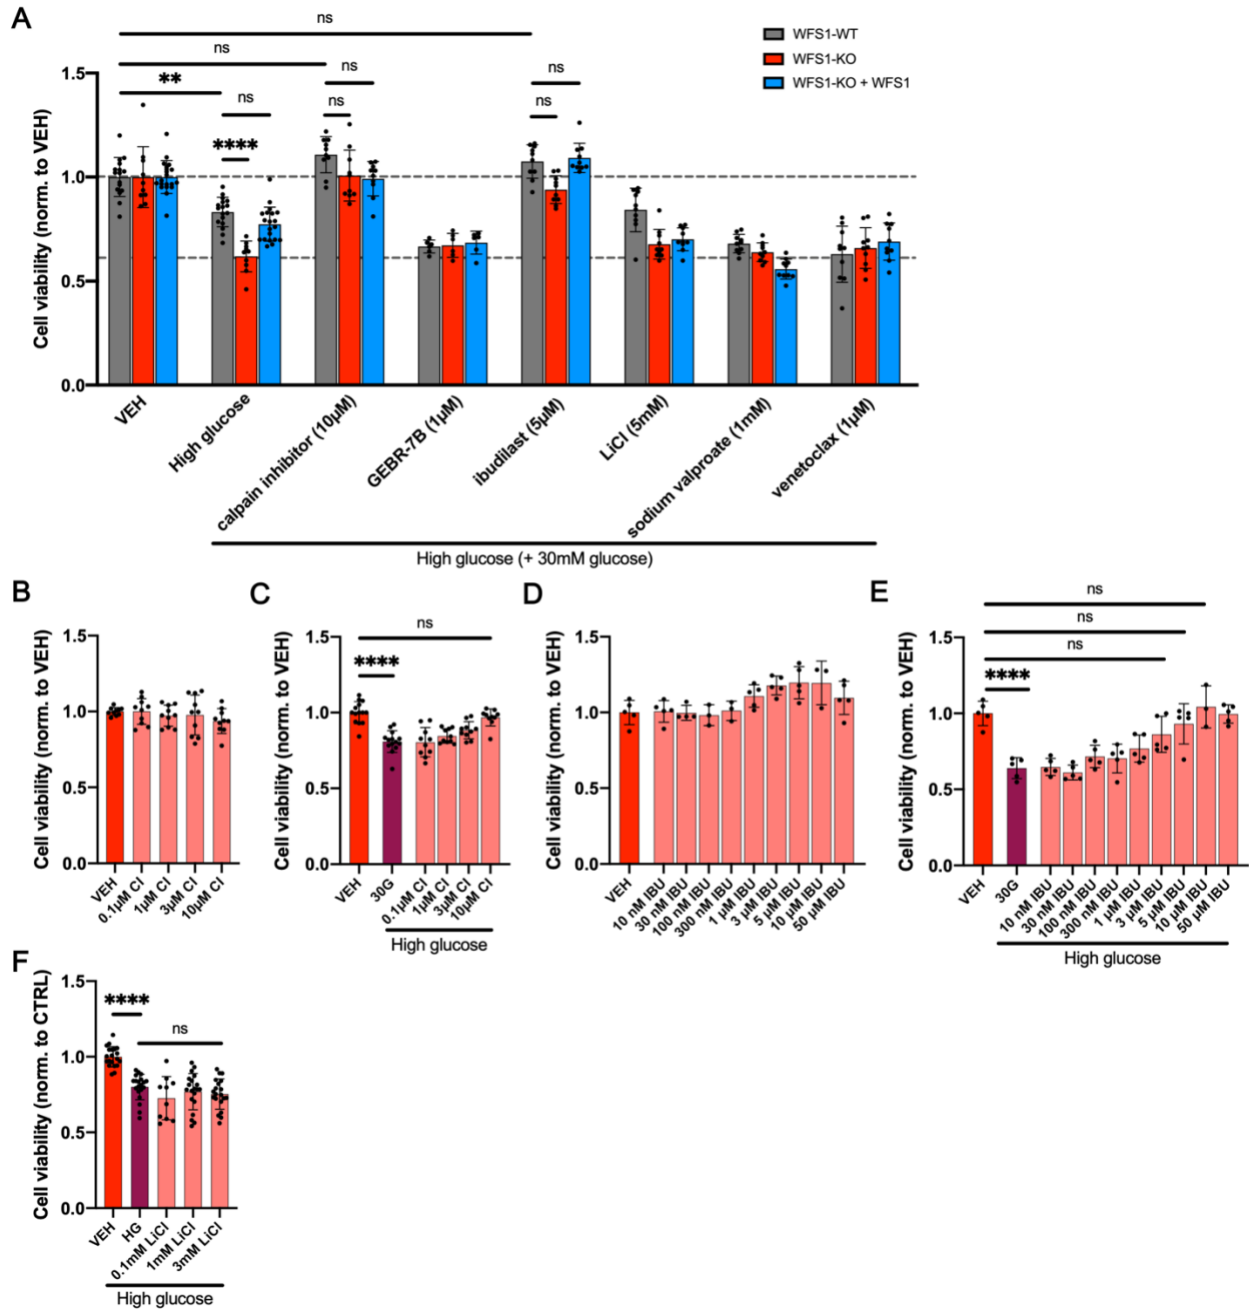 A
ns
ns
**
ns
****
ns
ns
ns
ns
WFS1-WT
WFS1-KO
WFS1-KO + WFS1
Cell viability (norm. to VEH)
1.5
1.0
0.5
0.0
VEH
High glucose
calpain inhibitor (10µM)
GEBR-7B (1µM)
ibudilast (5µM)
LiCl (5mM)
sodium valproate (1mM)
venetoclax (1µM)
High glucose (+ 30mM glucose)
B
Cell viability (norm. to VEH)
1.5
1.0
0.5
0.0
VEH
0.1µM CI
1µM CI
3µM CI
10µM CI
C
ns
****
Cell viability (norm. to VEH)
1.5
1.0
0.5
0.0
VEH
30G
0.1µM CI
1µM CI
3µM CI
10µM CI
High glucose
D
Cell viability (norm. to VEH)
1.5
1.0
0.5
0.0
VEH
10 nM IBU
30 nM IBU
100 nM IBU
300 nM IBU
1 µM IBU
3 µM IBU
5 µM IBU
10 µM IBU
50 µM IBU
E
ns
ns
ns
****
Cell viability (norm. to VEH)
1.5
1.0
0.5
0.0
VEH
30G
10 nM IBU
30 nM IBU
100 nM IBU
300 nM IBU
1 µM IBU
3 µM IBU
5 µM IBU
10 µM IBU
50 µM IBU
High glucose
F
****
ns
Cell viability (norm. to CTRL)
1.5
1.0
0.5
0.0
VEH
HG
0.1mM LiCl
1mM LiCl
3mM LiCl
High glucose